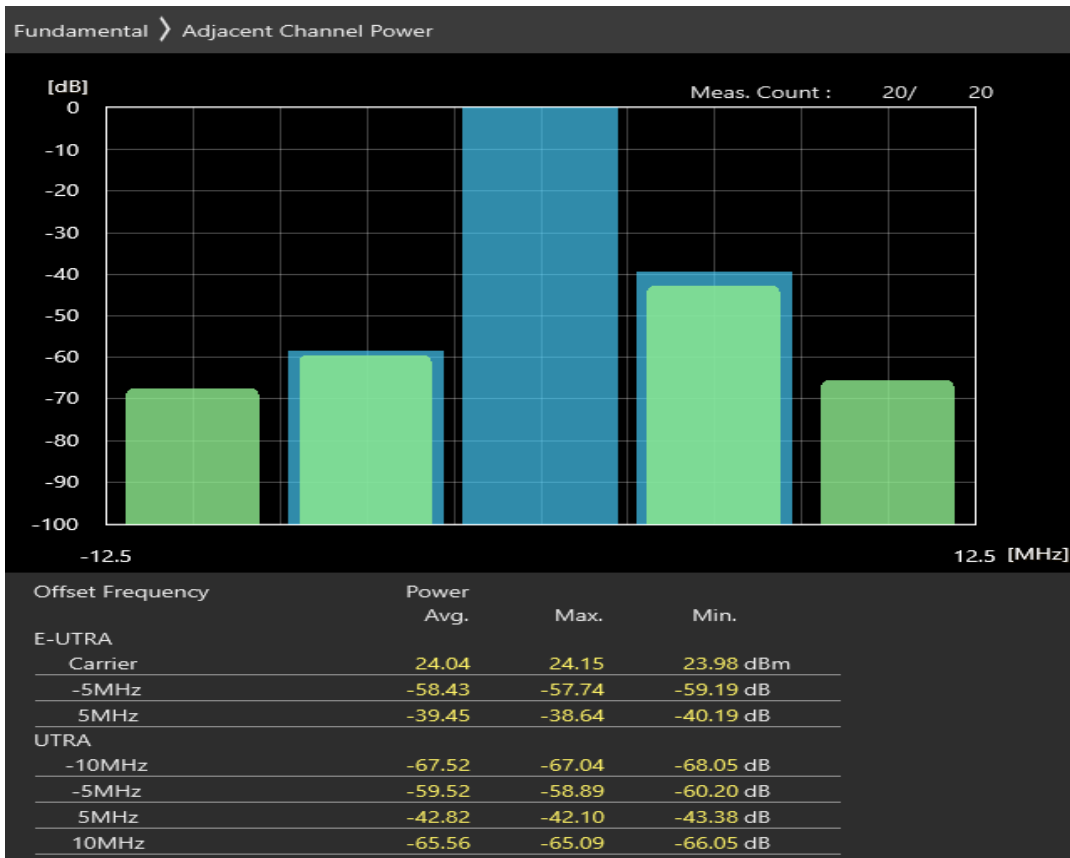 Fundamental 〉 Adjacent Channel Power
[dB]
Meas. Count : 20/ 20
0
-10
-20
-30
-40
-50
-60
-70
-80
-90
-100
-12.5 12.5 [MHz]
Offset Frequency Power
Avg. Max. Min.
E-UTRA
Carrier 24.04 24.15 23.98 dBm
-5MHz -58.43 -57.74 -59.19 dB
5MHz -39.45 -38.64 -40.19 dB
UTRA
-10MHz -67.52 -67.04 -68.05 dB
-5MHz -59.52 -58.89 -60.20 dB
5MHz -42.82 -42.10 -43.38 dB
10MHz -65.56 -65.09 -66.05 dB